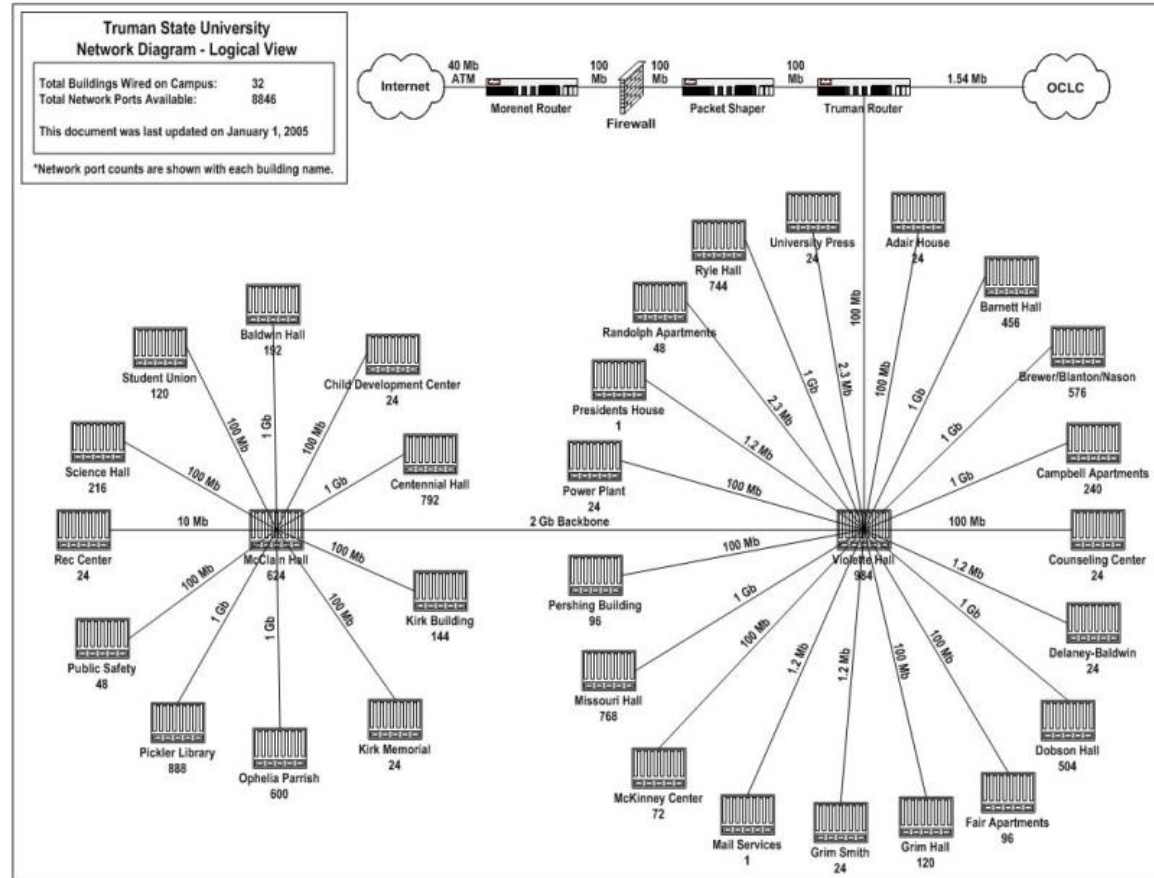 Truman State University
Network Diagram - Logical View
Total Buildings Wired on Campus: 32
Total Network Ports Available: 8846
This document was last updated on January 1, 2005
*Network port counts are shown with each building name.
Internet
40 Mb
ATM
Morenet Router
100
Mb
Firewall
100
Mb
Packet Shaper
100
Mb
Truman Router
1.54 Mb
OCLC
100 Mb
Baldwin Hall
192
1 Gb
Student Union
120
100 Mb
Child Development Center
24
100 Mb
Science Hall
216
100 Mb
Centennial Hall
792
1 Gb
Rec Center
24
10 Mb
McClain Hall
624
2 Gb Backbone
Kirk Building
144
100 Mb
Public Safety
48
100 Mb
Pickler Library
888
1 Gb
Ophelia Parrish
600
1 Gb
Kirk Memorial
24
100 Mb
Violette Hall
984
University Press
24
2.3 Mb
Adair House
24
100 Mb
Ryle Hall
744
1 Gb
Barnett Hall
456
1 Gb
Randolph Apartments
48
2.3 Mb
Brewer/Blanton/Nason
576
1 Gb
Presidents House
1
1.2 Mb
Campbell Apartments
240
1 Gb
Power Plant
24
100 Mb
Counseling Center
24
100 Mb
Pershing Building
96
100 Mb
Delaney-Baldwin
24
1.2 Mb
Missouri Hall
768
1 Gb
Dobson Hall
504
1 Gb
McKinney Center
72
100 Mb
Fair Apartments
96
100 Mb
Mail Services
1
1.2 Mb
Grim Smith
24
1.2 Mb
Grim Hall
120
100 Mb